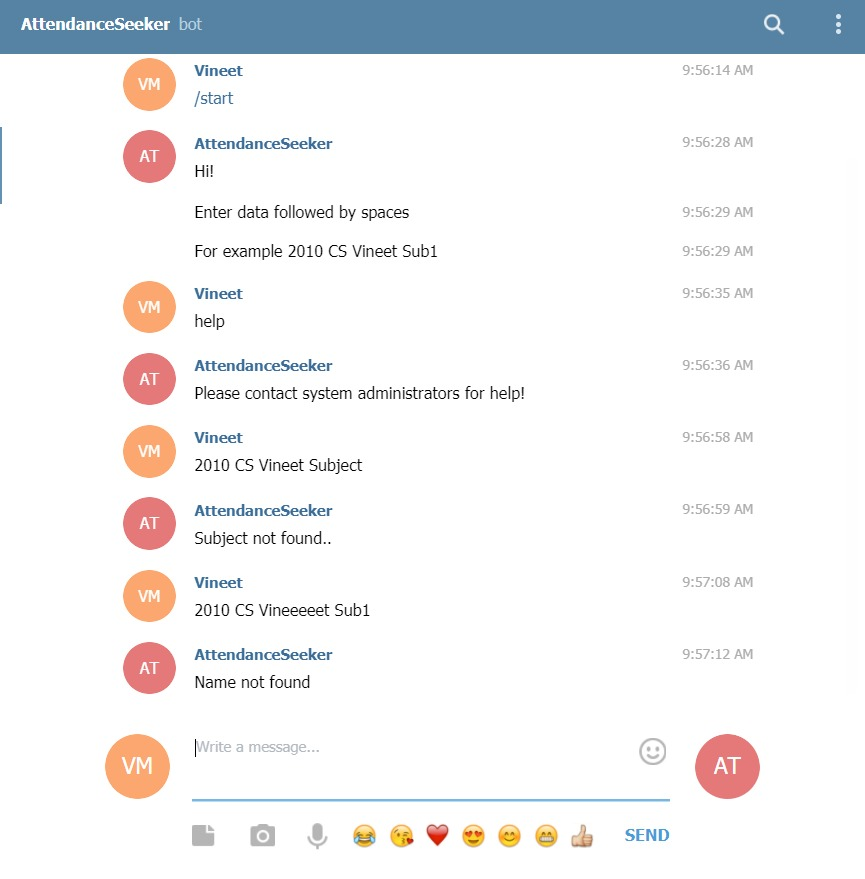 AttendanceSeeker bot
VM
Vineet 9:56:14 AM
/start
AT
AttendanceSeeker 9:56:28 AM
Hi!
Enter data followed by spaces 9:56:29 AM
For example 2010 CS Vineet Sub1 9:56:29 AM
VM
Vineet 9:56:35 AM
help
AT
AttendanceSeeker 9:56:36 AM
Please contact system administrators for help!
VM
Vineet 9:56:58 AM
2010 CS Vineet Subject
AT
AttendanceSeeker 9:56:59 AM
Subject not found..
VM
Vineet 9:57:08 AM
2010 CS Vineeeeet Sub1
AT
AttendanceSeeker 9:57:12 AM
Name not found
VM
Write a message...
AT
SEND